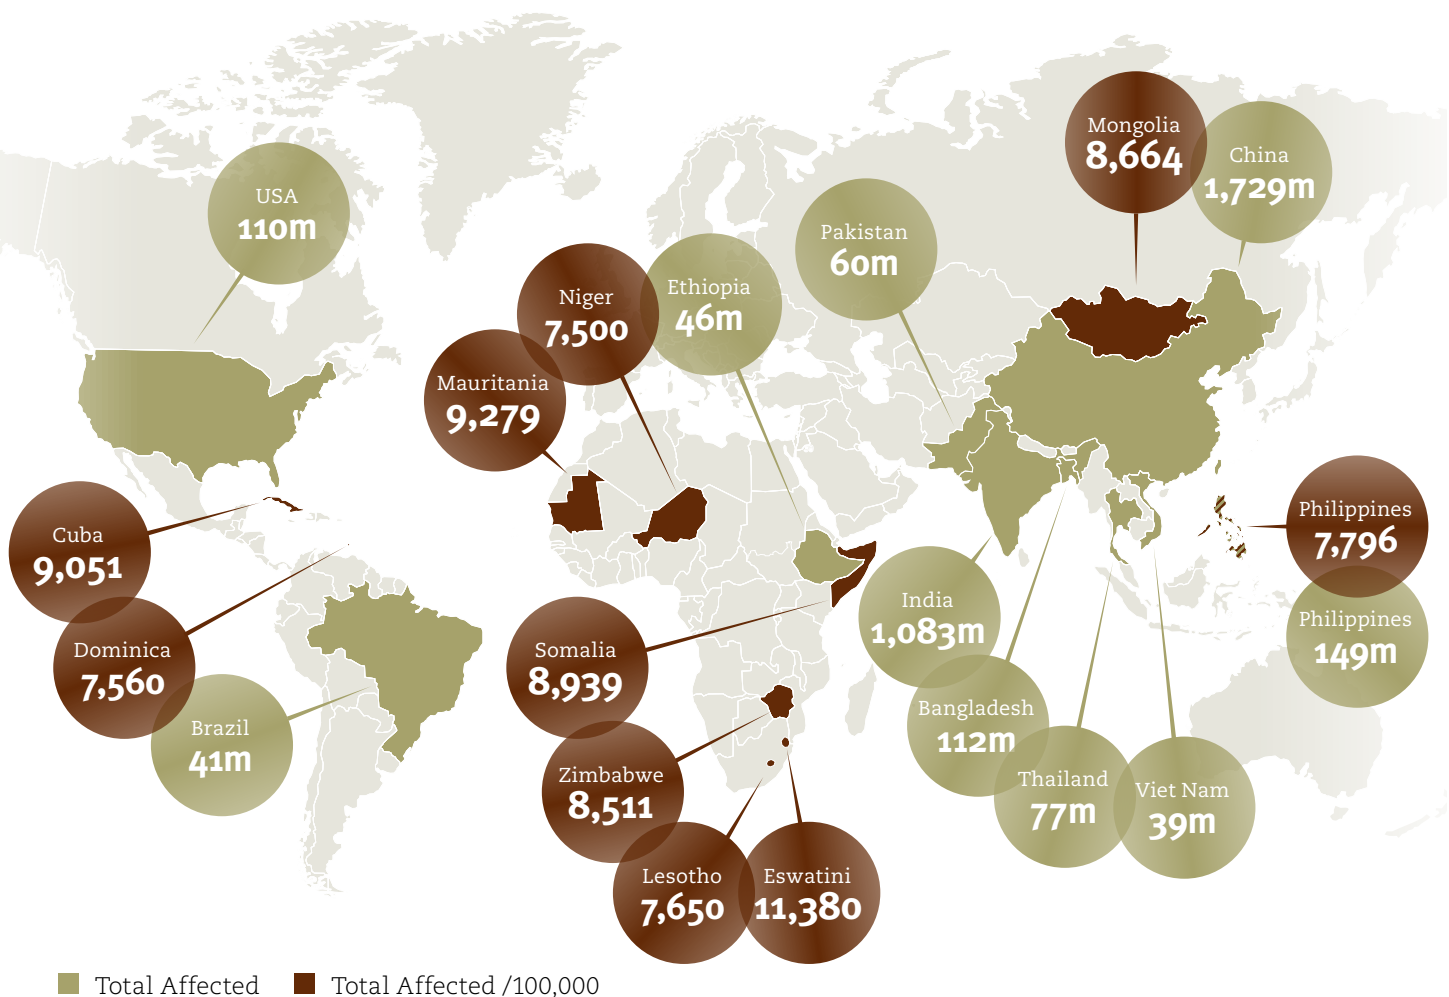 Mongolia
8,664
China
1,729m
USA
110m
Pakistan
60m
Niger
7,500
Ethiopia
46m
Mauritania
9,279
Cuba
9,051
Philippines
7,796
Dominica
7,560
Somalia
8,939
India
1,083m
Philippines
149m
Brazil
41m
Bangladesh
112m
Zimbabwe
8,511
Thailand
77m
Viet Nam
39m
Lesotho
7,650
Eswatini
11,380
Total Affected
Total Affected /100,000